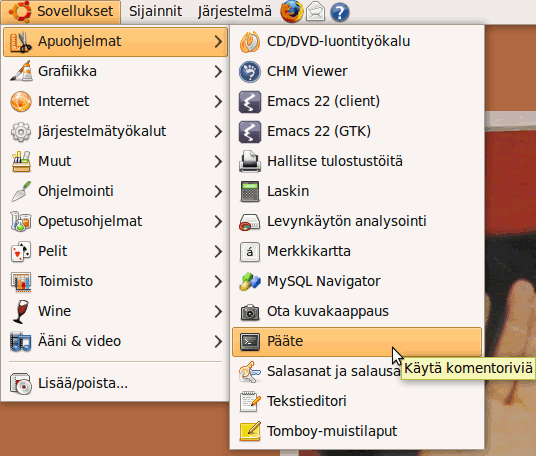 Sovellukset Sijainnit Järjestelmä
Apuohjelmat
Grafiikka
Internet
Järjestelmätyökalut
Muut
Ohjelmointi
Opetusohjelmat
Pelit
Toimisto
Wine
Ääni & video
Lisää/poista...
CD/DVD-luontityökalu
CHM Viewer
Emacs 22 (client)
Emacs 22 (GTK)
Hallitse tulostustöitä
Laskin
Levynkäytön analysointi
á Merkkikartta
MySQL Navigator
Ota kuvakaappaus
Pääte
Käytä komentoriviä
Salasanat ja salausa
Tekstieditori
Tomboy-muistilaput